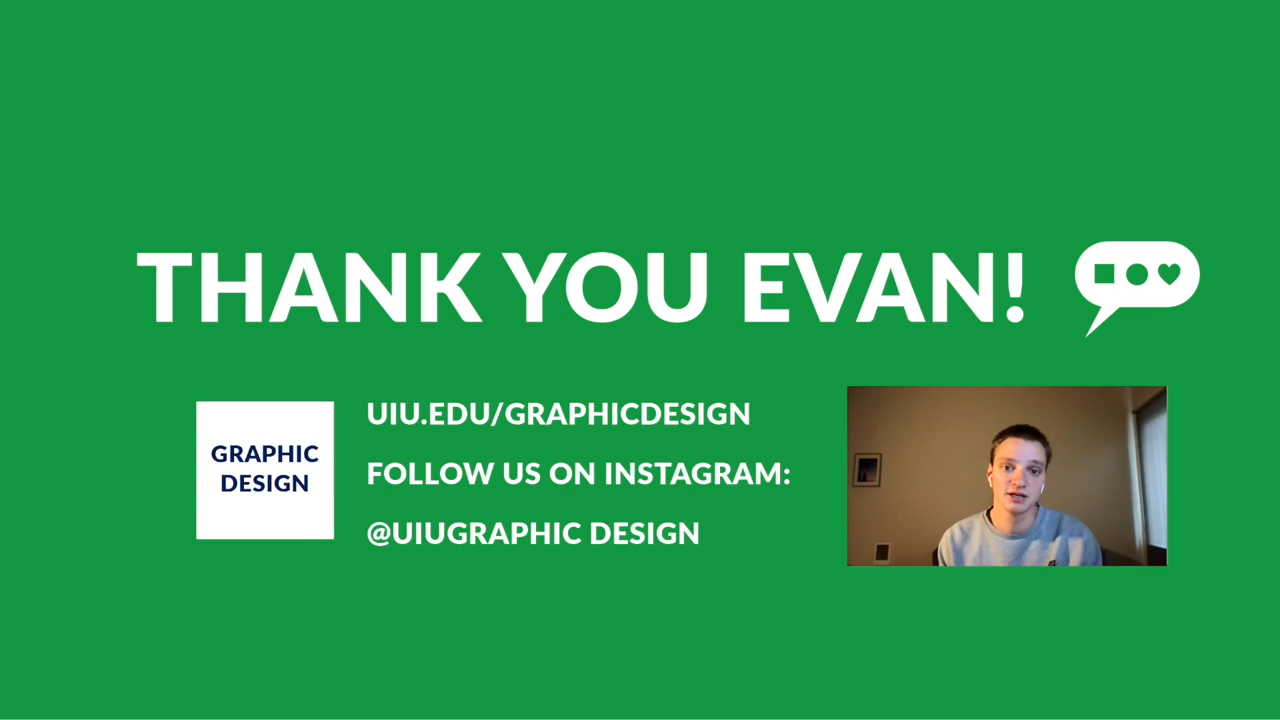 THANK YOU EVAN!
GRAPHIC
DESIGN
UIU.EDU/GRAPHICDESIGN
FOLLOW US ON INSTAGRAM:
@UIUGRAPHIC DESIGN